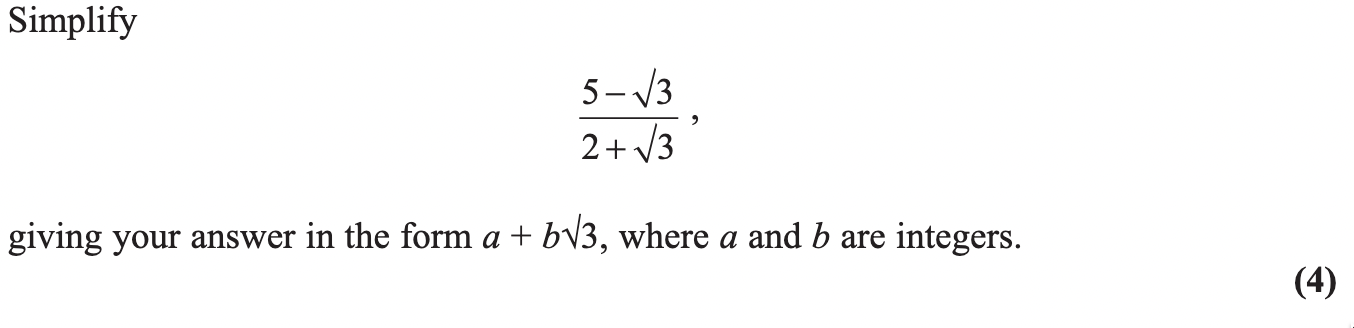 Simplify
5 – √3
2 + √3 ,
giving your answer in the form a + b√3, where a and b are integers.
(4)